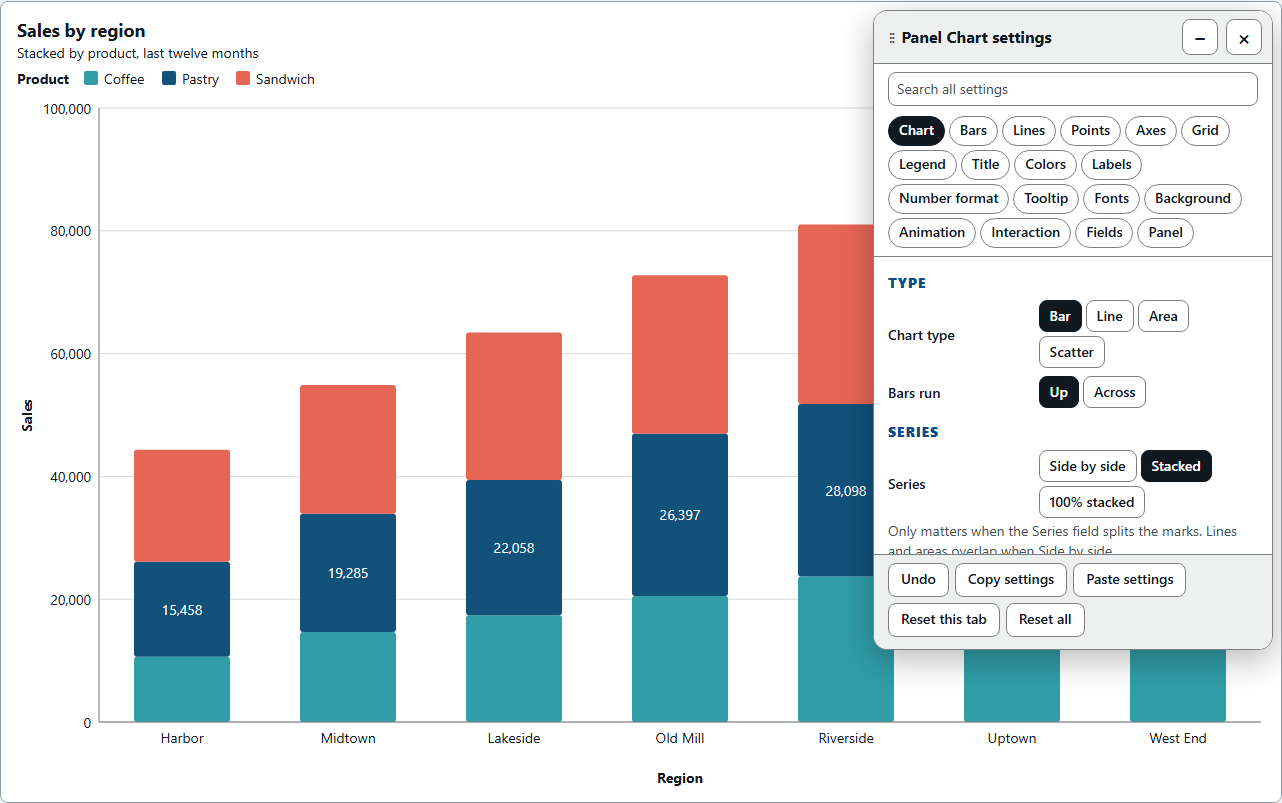 Sales by region
Stacked by product, last twelve months
Product Coffee Pastry Sandwich
100,000
80,000
60,000
40,000
20,000
0
Sales
15,458
19,285
22,058
26,397
28,098
Harbor Midtown Lakeside Old Mill Riverside Uptown West End
Region
Panel Chart settings
Search all settings
Chart Bars Lines Points Axes Grid
Legend Title Colors Labels
Number format Tooltip Fonts Background
Animation Interaction Fields Panel
TYPE
Chart type Bar Line Area
Scatter
Bars run Up Across
SERIES
Series Side by side Stacked
100% stacked
Only matters when the Series field splits the marks. Lines
and areas overlap when Side by side
Undo Copy settings Paste settings
Reset this tab Reset all